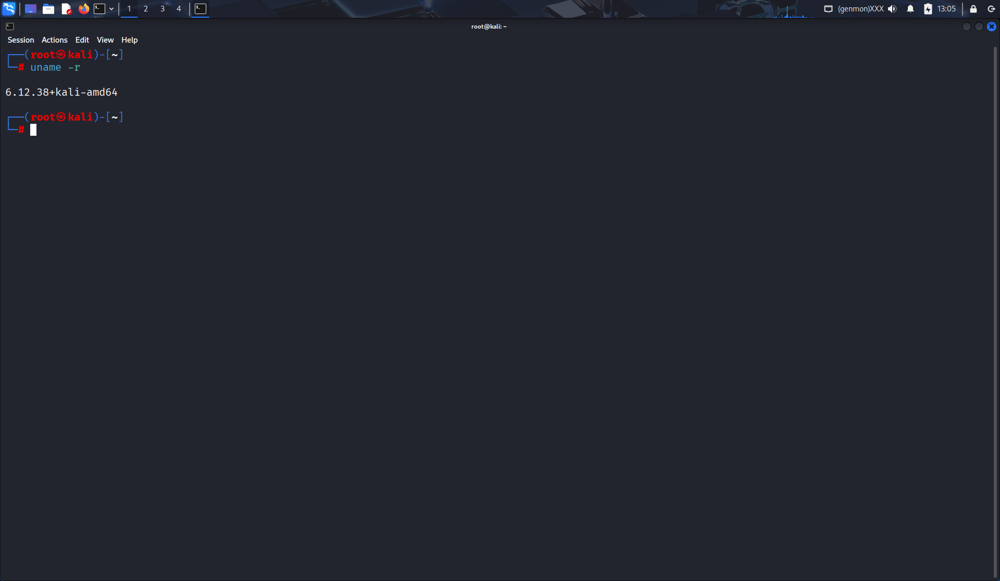 1 2 3 4 (genmon)XXX 13:05
root@kali: ~
Session Actions Edit View Help
┌──(root㉿kali)-[~]
└─# uname -r
6.12.38+kali-amd64
┌──(root㉿kali)-[~]
└─#